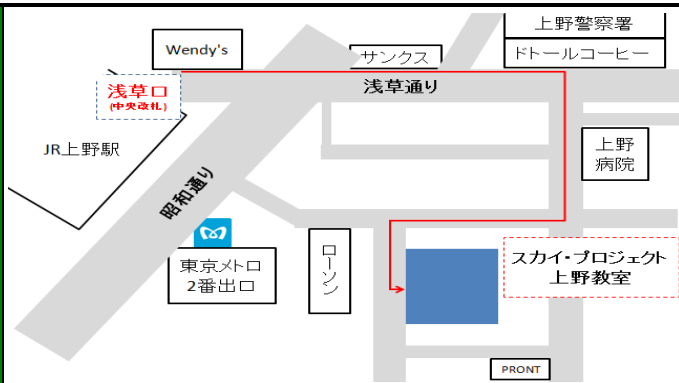 上野警察署
ドトールコーヒー
Wendy's
サンクス
浅草通り
浅草口
(中央改札)
JR上野駅
上野
病院
昭和通り
ローソン
東京メトロ
2番出口
スカイ・プロジェクト
上野教室
PRONT